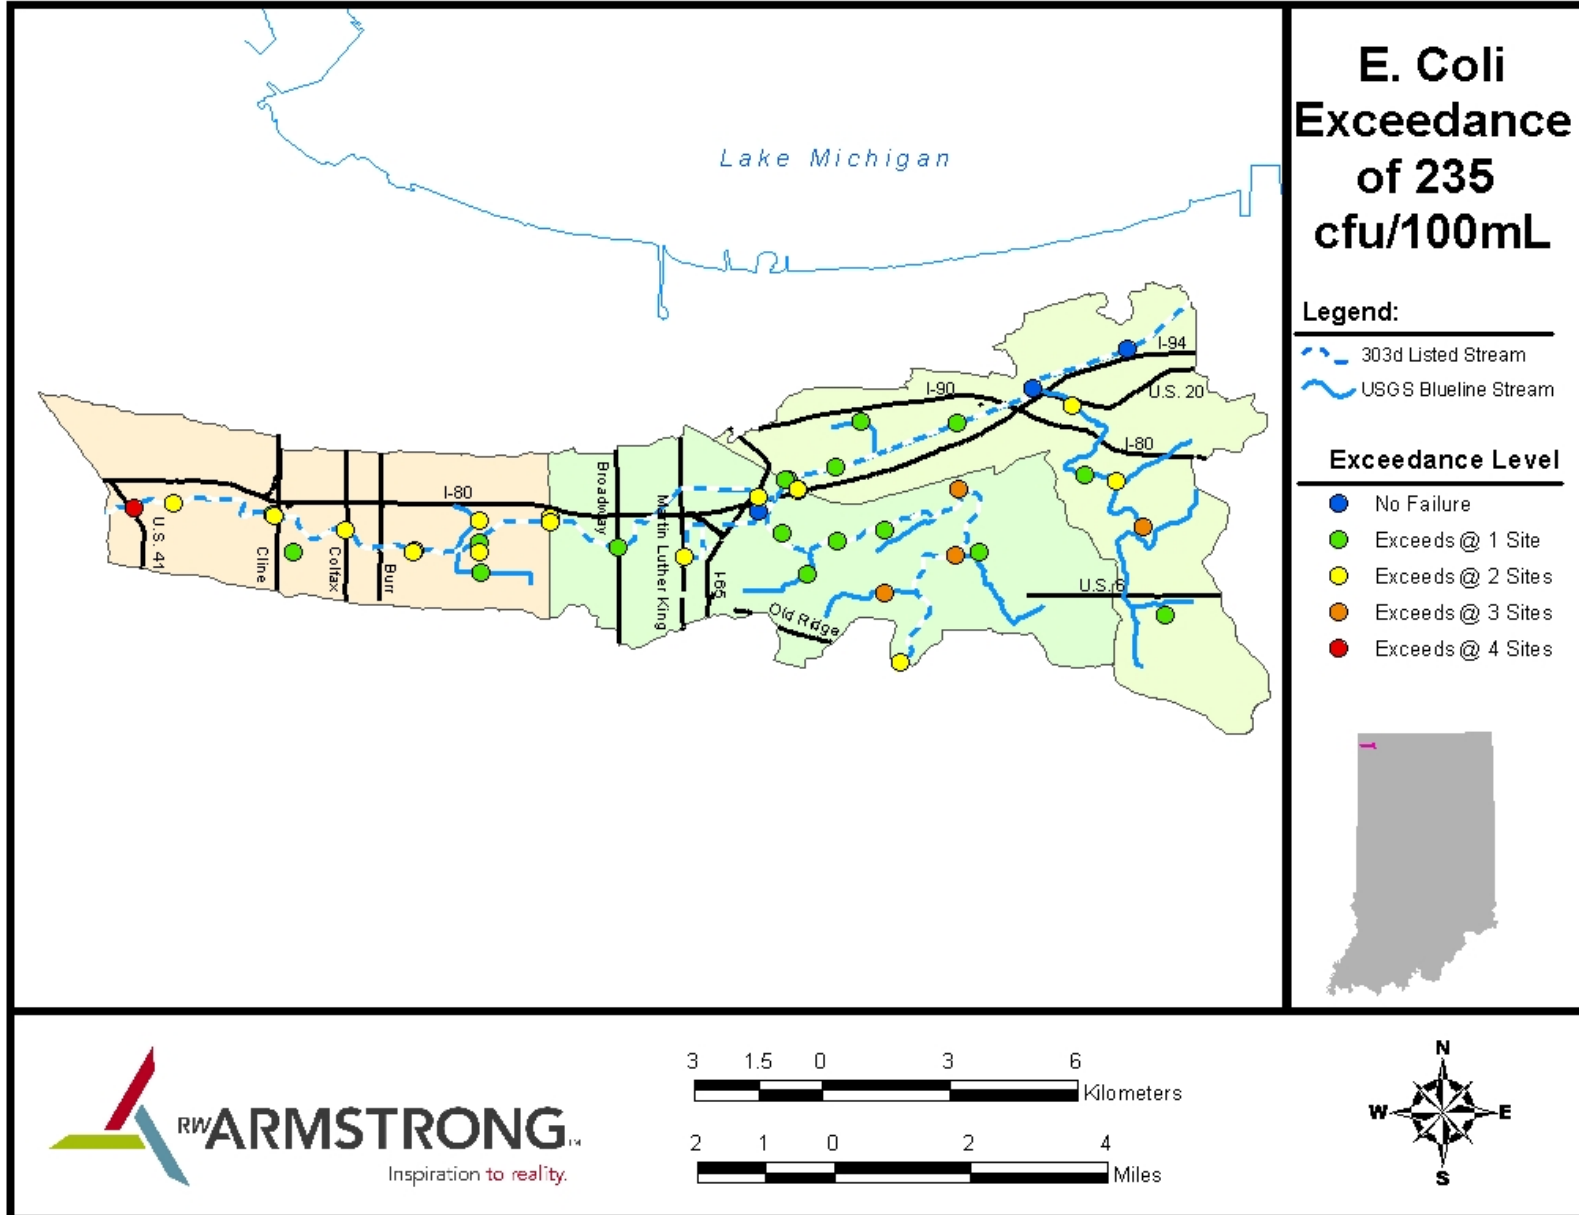 E. Coli
Exceedance
of 235
cfu/100mL
Lake Michigan
Legend:
303d Listed Stream
USGS Blueline Stream
Exceedance Level
No Failure
Exceeds @ 1 Site
Exceeds @ 2 Sites
Exceeds @ 3 Sites
Exceeds @ 4 Sites
I-94
U.S. 20
I-90
I-80
I-80
U.S. 41
Cline
Colfax
Burr
Broadway
Martin Luther King
I-65
Old Ridge
U.S. 6
RWARMSTRONG™
Inspiration to reality.
3 1.5 0 3 6
Kilometers
2 1 0 2 4
Miles
N
W E
S